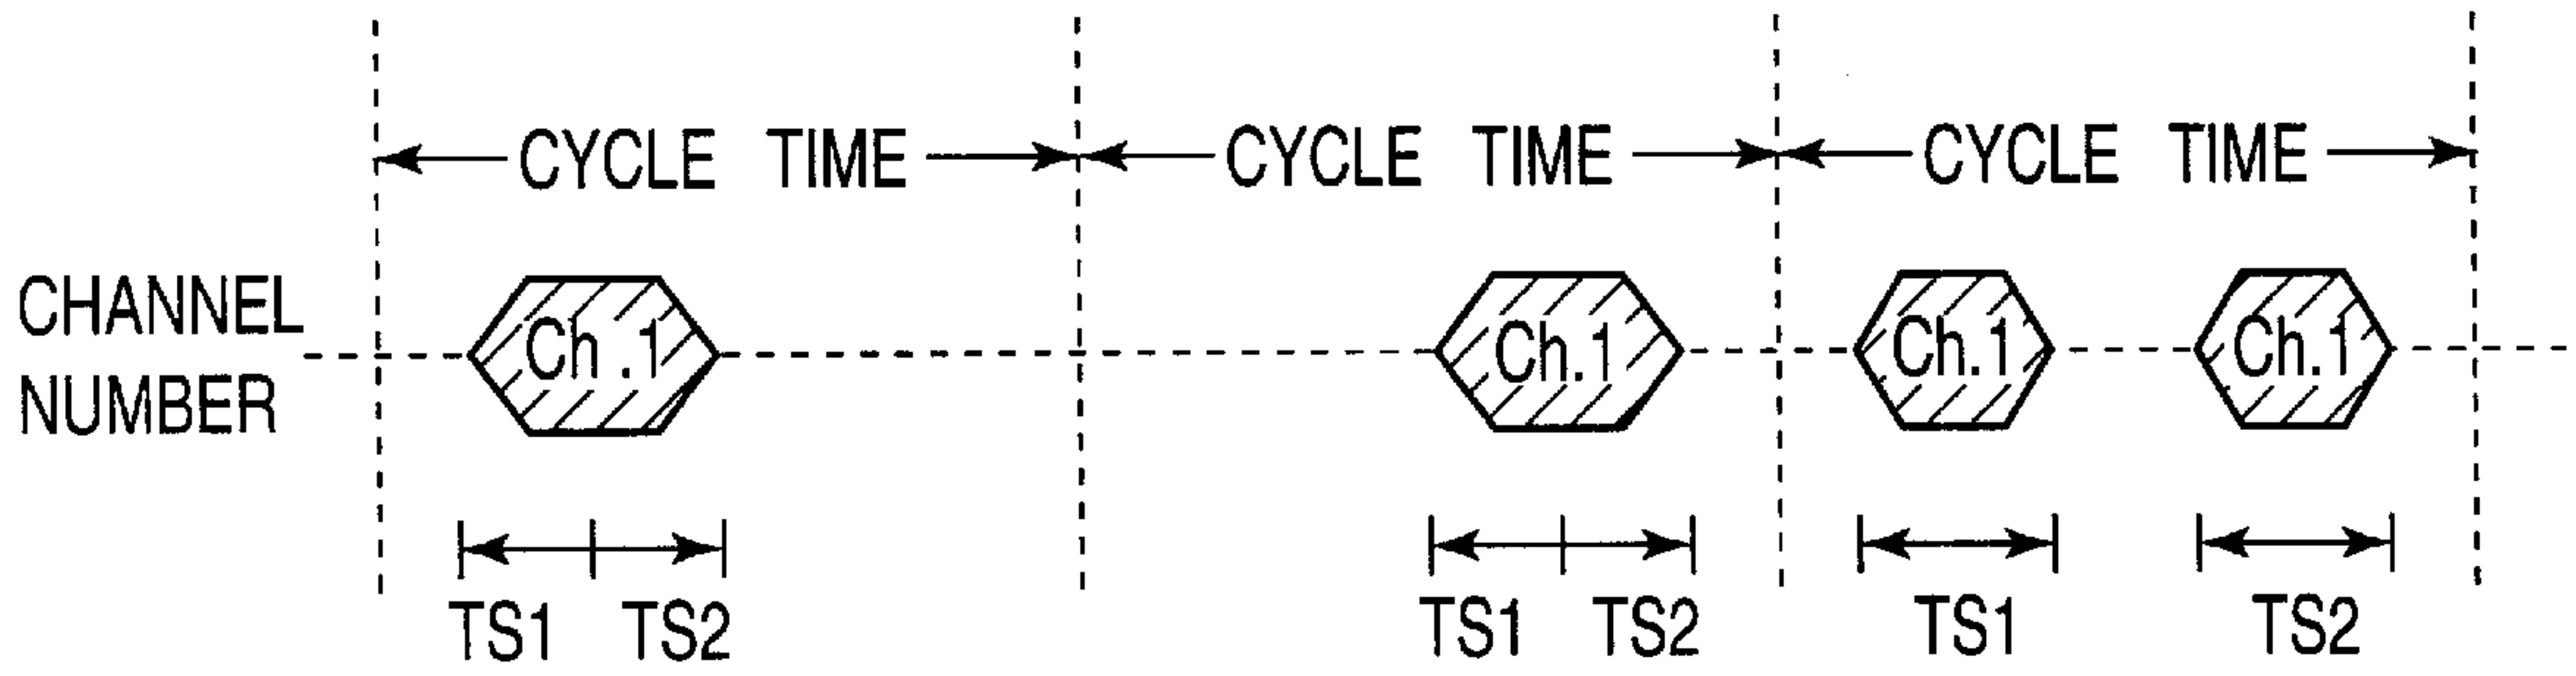 CYCLE TIME CYCLE TIME CYCLE TIME
CHANNEL
NUMBER
Ch .1 Ch.1 Ch.1 Ch.1
TS1 TS2 TS1 TS2 TS1 TS2